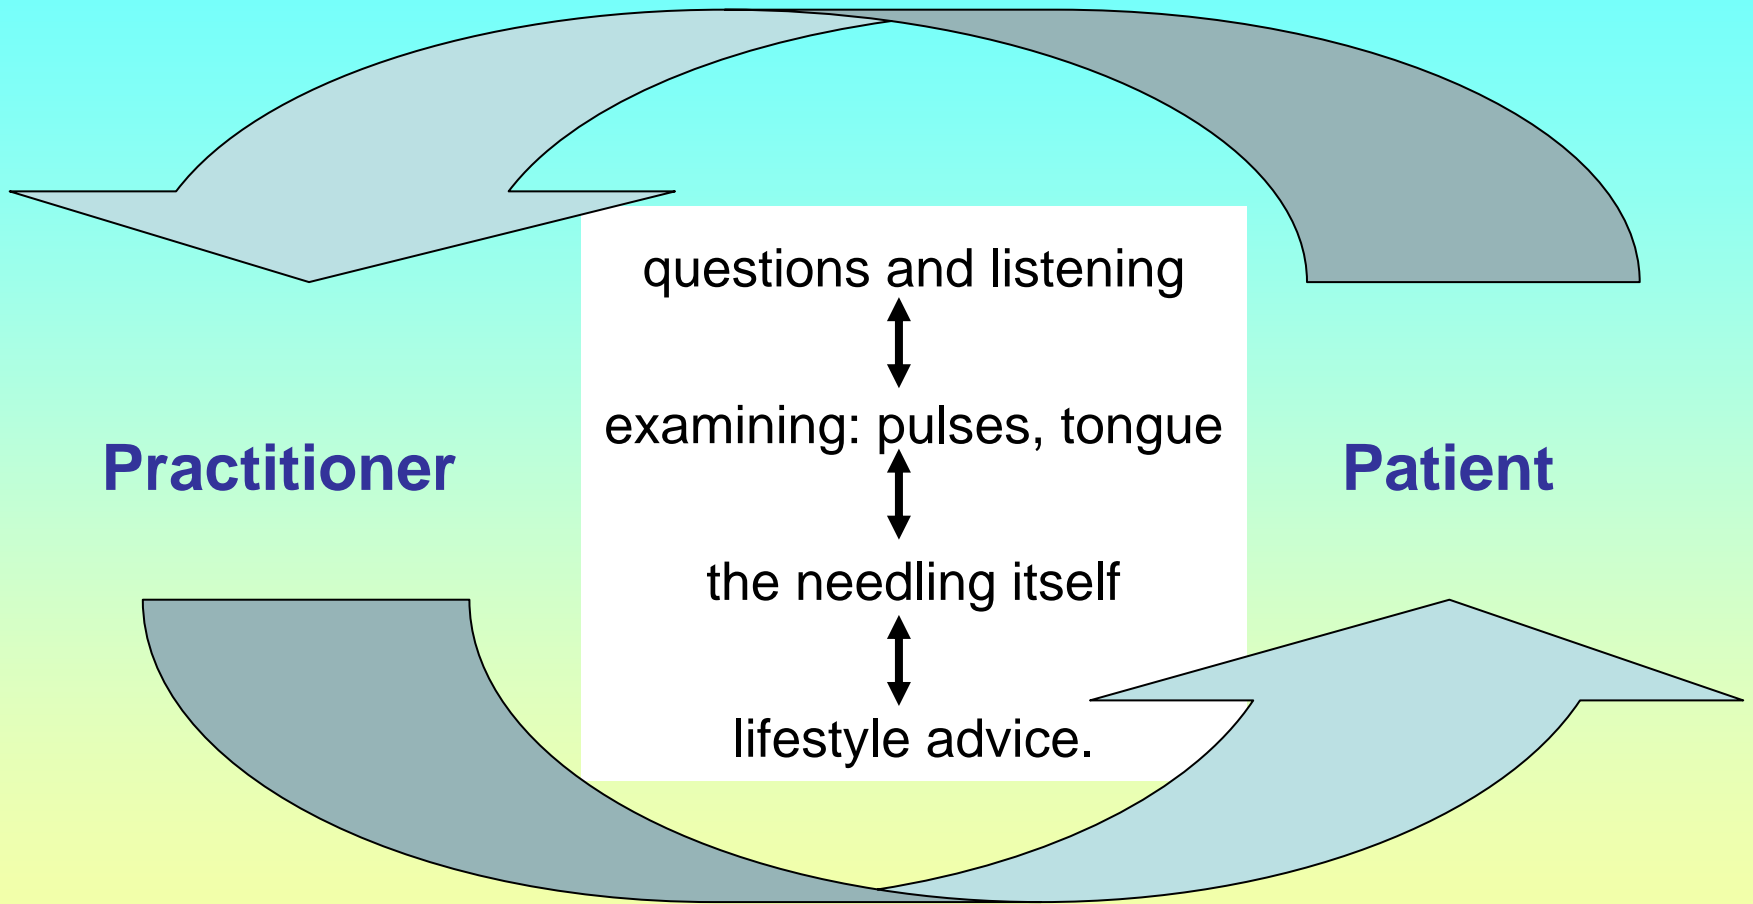 questions and listening
examining: pulses, tongue
Practitioner
Patient
the needling itself
lifestyle advice.